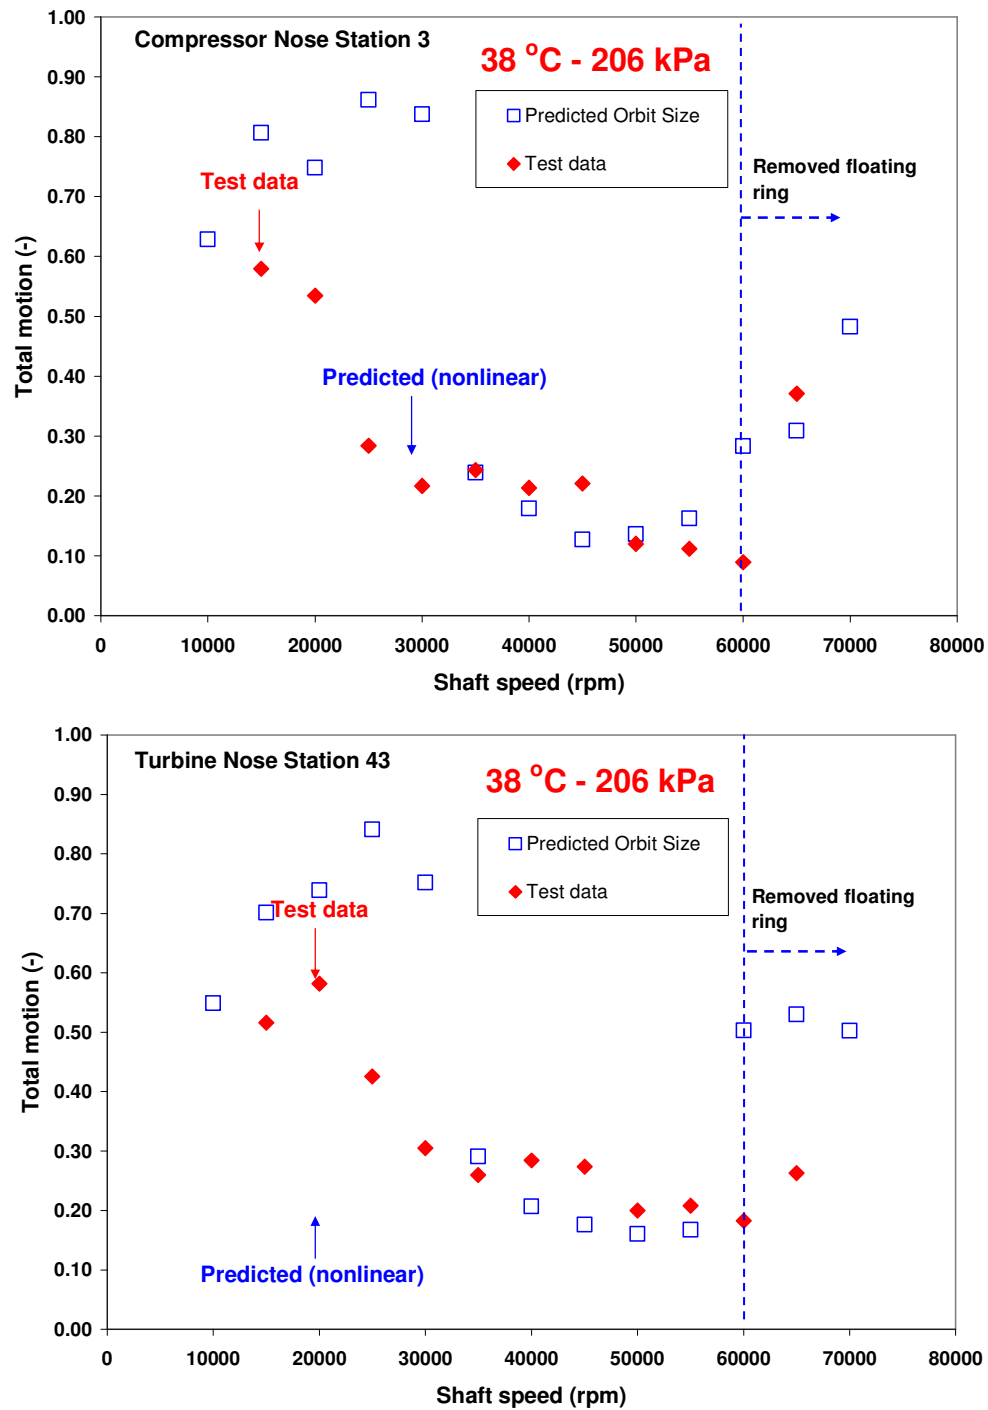 Compressor Nose Station 3
38 °C - 206 kPa
Predicted Orbit Size
Test data
Test data
Removed floating
ring
Predicted (nonlinear)
Total motion (-)
1.00
0.90
0.80
0.70
0.60
0.50
0.40
0.30
0.20
0.10
0.00
0 10000 20000 30000 40000 50000 60000 70000 80000
Shaft speed (rpm)
Turbine Nose Station 43
38 °C - 206 kPa
Predicted Orbit Size
Test data
Removed floating
ring
Test data
Predicted (nonlinear)
Total motion (-)
1.00
0.90
0.80
0.70
0.60
0.50
0.40
0.30
0.20
0.10
0.00
0 10000 20000 30000 40000 50000 60000 70000 80000
Shaft speed (rpm)